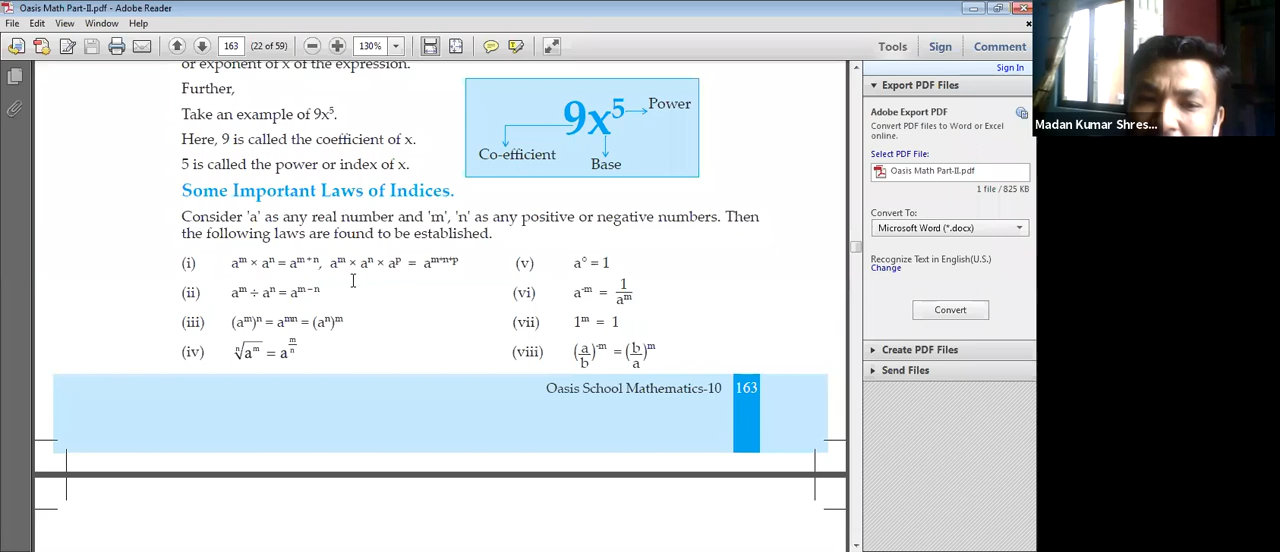 Oasis Math Part-II.pdf - Adobe Reader
File Edit View Window Help
163 (22 of 59) 130% Tools Sign Comment
Sign In
or exponent of x of the expression.
Further,
Take an example of 9x⁵.
Here, 9 is called the coefficient of x.
5 is called the power or index of x.
9x⁵ Power
Co-efficient
Base
Some Important Laws of Indices.
Consider 'a' as any real number and 'm', 'n' as any positive or negative numbers. Then
the following laws are found to be established.
(i) aᵐ × aⁿ = aᵐ⁺ⁿ, aᵐ × aⁿ × aᵖ = aᵐ⁺ⁿ⁺ᵖ (v) a° = 1
(ii) aᵐ ÷ aⁿ = aᵐ⁻ⁿ (vi) a⁻ᵐ = 1/aᵐ
(iii) (aᵐ)ⁿ = aᵐⁿ = (aⁿ)ᵐ (vii) 1ᵐ = 1
(iv) ⁿ√aᵐ = a^(m/n) (viii) (a/b)⁻ᵐ = (b/a)ᵐ
Oasis School Mathematics-10 163
Export PDF Files
Adobe Export PDF
Convert PDF files to Word or Excel
online.
Select PDF File:
Oasis Math Part-II.pdf
1 file / 825 KB
Convert To:
Microsoft Word (*.docx)
Recognize Text in English(U.S.)
Change
Convert
Create PDF Files
Send Files
Madan Kumar Shres...